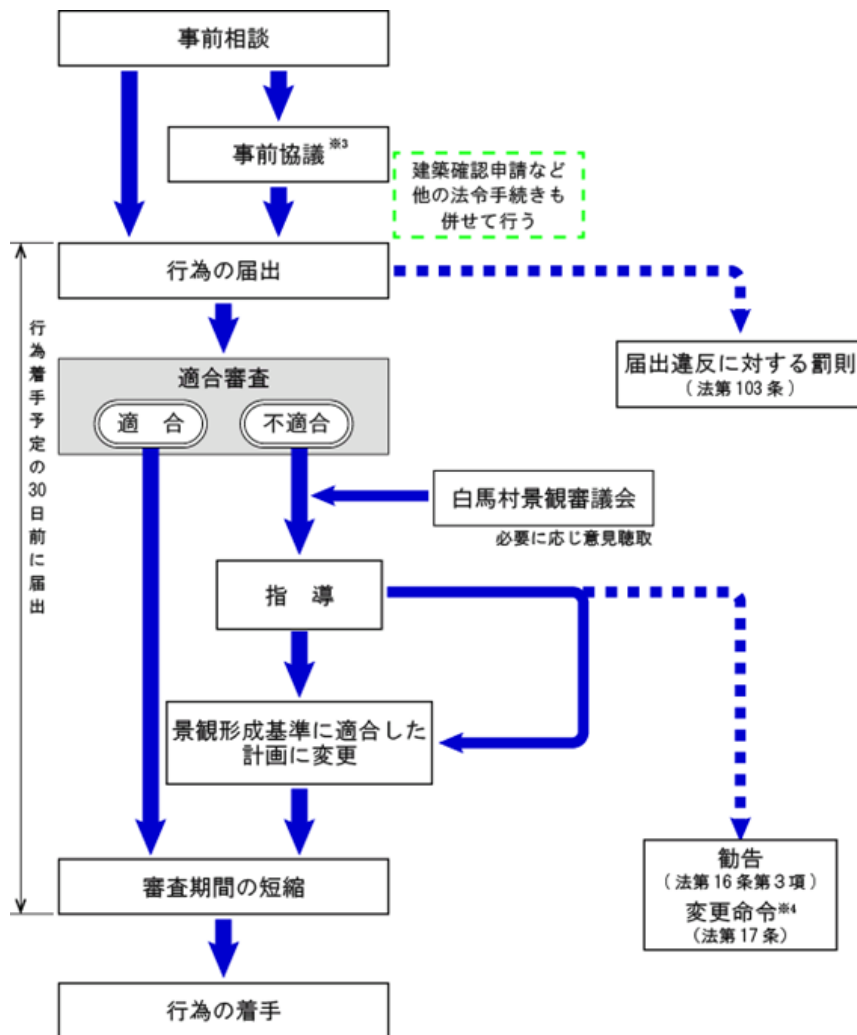 事前相談
事前協議※3
建築確認申請など
他の法令手続きも
併せて行う
行為の届出
行為着手予定の30日前に届出
届出違反に対する罰則
（法第103条）
適合審査
適　合
不適合
白馬村景観審議会
必要に応じ意見聴取
指　導
景観形成基準に適合した
計画に変更
審査期間の短縮
勧告
（法第16条第３項）
変更命令※4
（法第17条）
行為の着手